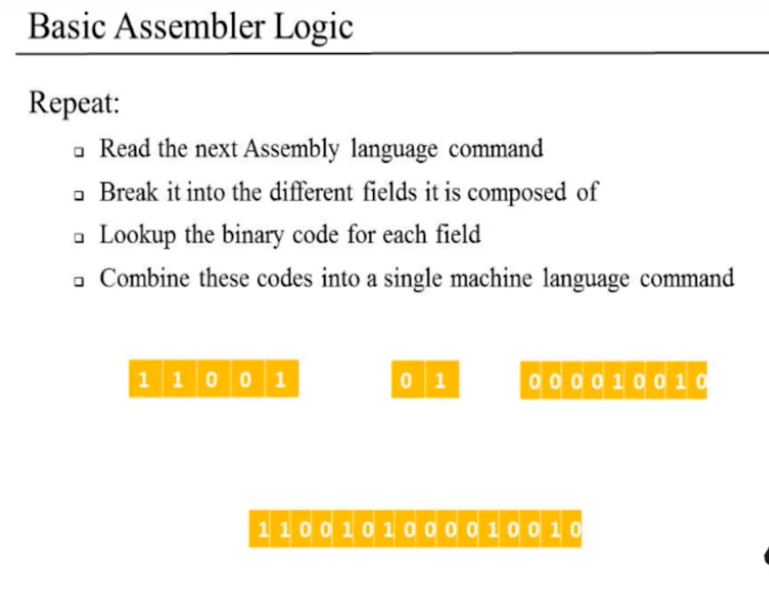 Basic Assembler Logic
Repeat:
❑ Read the next Assembly language command
❑ Break it into the different fields it is composed of
❑ Lookup the binary code for each field
❑ Combine these codes into a single machine language command
1 1 0 0 1 0 1 0 0 0 0 1 0 0 1 0
1 1 0 0 1 0 1 0 0 0 0 1 0 0 1 0